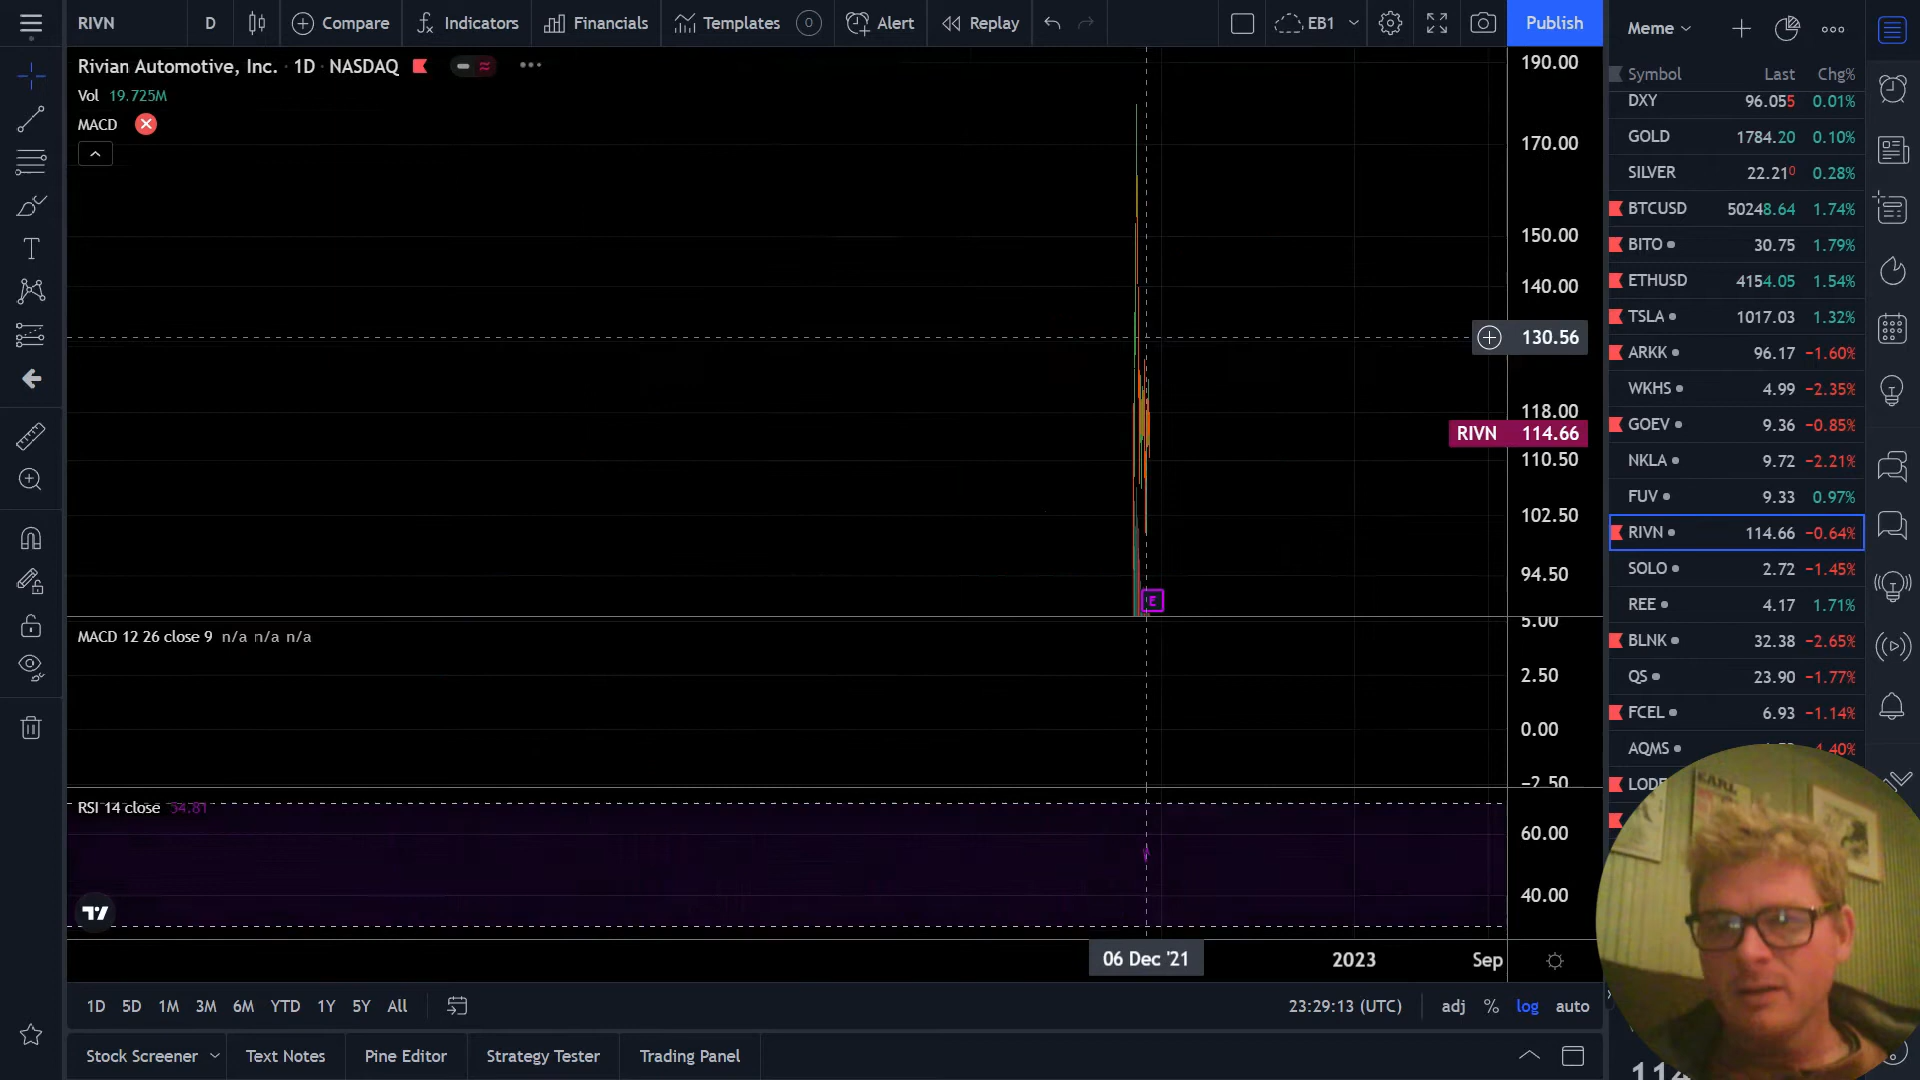 RIVN D Compare Indicators Financials Templates Alert Replay EB1 Publish
Rivian Automotive, Inc. · 1D · NASDAQ
Vol 19.725M
MACD
190.00
170.00
150.00
140.00
130.56
118.00
RIVN 114.66
110.50
102.50
94.50
E
MACD 12 26 close 9 n/a n/a n/a
5.00
2.50
0.00
−2.50
RSI 14 close 54.81
60.00
40.00
06 Dec '21 2023 Sep
1D 5D 1M 3M 6M YTD 1Y 5Y All 23:29:13 (UTC) adj % log auto
Stock Screener Text Notes Pine Editor Strategy Tester Trading Panel
Meme
Symbol Last Chg%
DXY 96.055 0.01%
GOLD 1784.20 0.10%
SILVER 22.210 0.28%
BTCUSD 50248.64 1.74%
BITO 30.75 1.79%
ETHUSD 4154.05 1.54%
TSLA 1017.03 1.32%
ARKK 96.17 −1.60%
WKHS 4.99 −2.35%
GOEV 9.36 −0.85%
NKLA 9.72 −2.21%
FUV 9.33 0.97%
RIVN 114.66 −0.64%
SOLO 2.72 −1.45%
REE 4.17 1.71%
BLNK 32.38 −2.65%
QS 23.90 −1.77%
FCEL 6.93 −1.14%
AQMS